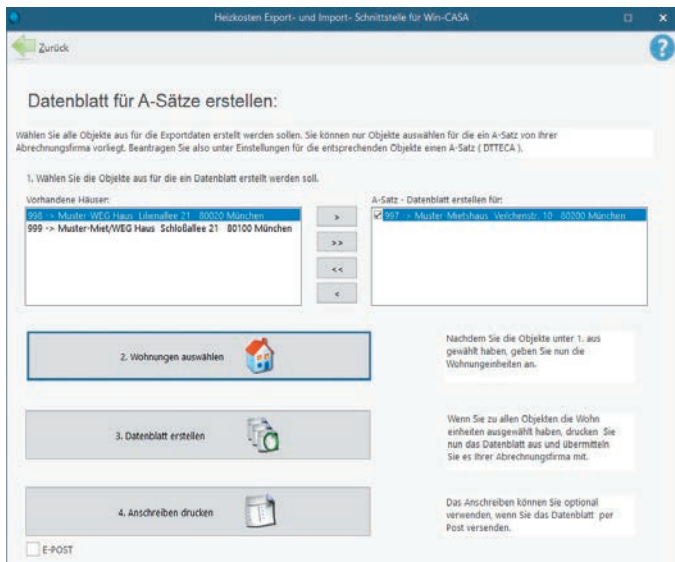 Heizkosten Export- und Import- Schnittstelle für Win-CASA
Zurück
?
Datenblatt für A-Sätze erstellen:
Wählen Sie alle Objekte aus für die Exportdaten erstellt werden sollen. Sie können nur Objekte auswählen für die ein A-Satz von Ihrer
Abrechnungsfirma vorliegt. Beantragen Sie also unter Einstellungen für die entsprechenden Objekte einen A-Satz ( DTTECA ).
1. Wählen Sie die Objekte aus für die ein Datenblatt erstellt werden soll.
Vorhandene Häuser:
998 -> Muster-WEG Haus Lilienallee 21 80020 München
999 -> Muster-Miet/WEG Haus Schloßallee 21 80100 München
>
>>
<<
<
A-Satz - Datenblatt erstellen für:
997 -> Muster-Mietshaus Veilchenstr. 10 80200 München
2. Wohnungen auswählen
Nachdem Sie die Objekte unter 1. aus
gewählt haben, geben Sie nun die
Wohnungeinheiten an.
3. Datenblatt erstellen
Wenn Sie zu allen Objekten die Wohn
einheiten ausgewählt haben, drucken Sie
nun das Datenblatt aus und übermitteln
Sie es Ihrer Abrechnungsfirma mit.
4. Anschreiben drucken
Das Anschreiben können Sie optional
verwenden, wenn Sie das Datenblatt per
Post versenden.
E-POST